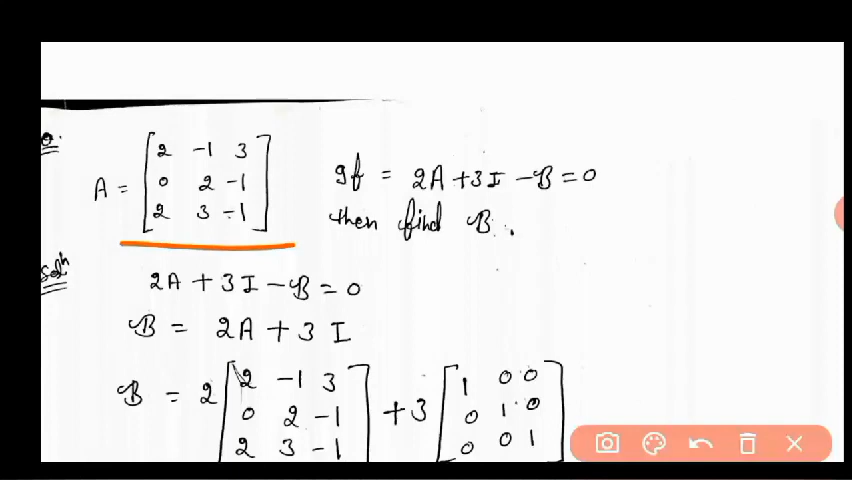 Q.
A = [2 -1 3
0 2 -1
2 3 -1]
If = 2A + 3I - B = 0
then find B.
Solⁿ
2A + 3I - B = 0
B = 2A + 3I
B = 2 [2 -1 3
0 2 -1
2 3 -1] + 3 [1 0 0
0 1 0
0 0 1]